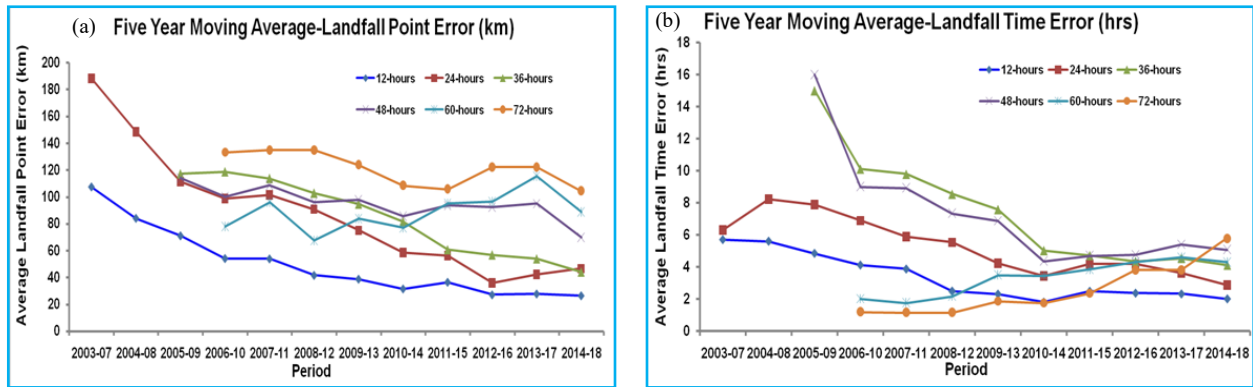 (a) Five Year Moving Average-Landfall Point Error (km)
Average Landfall Point Error (km)
200
180
160
140
120
100
80
60
40
20
0
12-hours 24-hours 36-hours
48-hours 60-hours 72-hours
2003-07 2004-08 2005-09 2006-10 2007-11 2008-12 2009-13 2010-14 2011-15 2012-16 2013-17 2014-18
Period
(b) Five Year Moving Average-Landfall Time Error (hrs)
Average Landfall Time Error (hrs)
18
16
14
12
10
8
6
4
2
0
12-hours 24-hours 36-hours
48-hours 60-hours 72-hours
2003-07 2004-08 2005-09 2006-10 2007-11 2008-12 2009-13 2010-14 2011-15 2012-16 2013-17 2014-18
Period